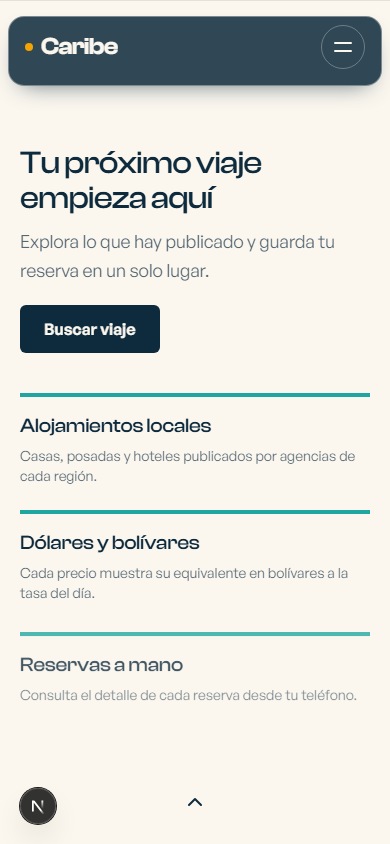 Caribe
Tu próximo viaje
empieza aquí
Explora lo que hay publicado y guarda tu
reserva en un solo lugar.
Buscar viaje
Alojamientos locales
Casas, posadas y hoteles publicados por agencias de
cada región.
Dólares y bolívares
Cada precio muestra su equivalente en bolívares a la
tasa del día.
Reservas a mano
Consulta el detalle de cada reserva desde tu teléfono.
N